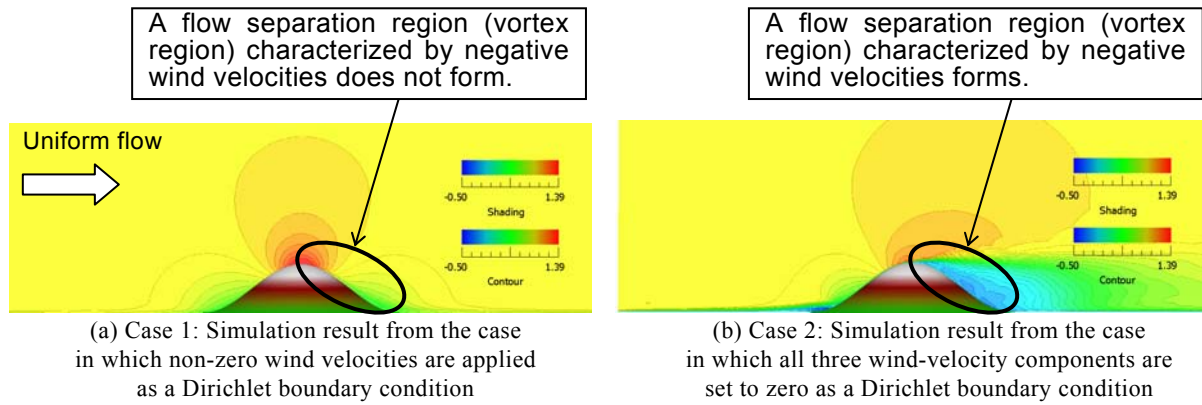 A flow separation region (vortex
region) characterized by negative
wind velocities does not form.
A flow separation region (vortex
region) characterized by negative
wind velocities forms.
Uniform flow
-0.50 1.39
Shading
-0.50 1.39
Contour
-0.50 1.39
Shading
-0.50 1.39
Contour
(a) Case 1: Simulation result from the case
in which non-zero wind velocities are applied
as a Dirichlet boundary condition
(b) Case 2: Simulation result from the case
in which all three wind-velocity components are
set to zero as a Dirichlet boundary condition